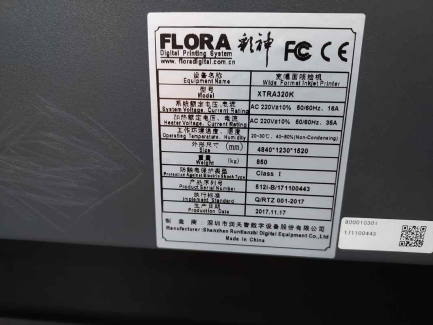 FLORA 彩神 FC CE
Digital Printing System
www.floradigital.com.cn
设备名称 宽幅面喷绘机
Equipment Name Wide Format Inkjet Printer
型号 XTRA320K
Model
系统额定电压、电流 AC 220V±10% 50/60Hz, 16A
System Voltage, Current Rating
加热额定电压、电流 AC 220V±10% 50/60Hz, 35A
Heater Voltage, Current Rating
工作环境温度、湿度 20~30℃, 40~80%(Non-Condensing)
Operating Temperature, Humidity
外形尺寸 (mm) 4840*1230*1520
Size
重量 (kg) 850
Weight
防触电保护类型 Class I
Protection Against Electric Shock Type
产品序列号 512i-B/171100443
Serial Number
执行标准 Q/RTZ 001-2017
Implement Standard
生产日期 2017.11.17
Production Date
制造商：深圳市润天智数字设备股份有限公司
Manufacturer:Shenzhen Runtianzhi Digital Equipment Co.,Ltd
Made in China
171100443